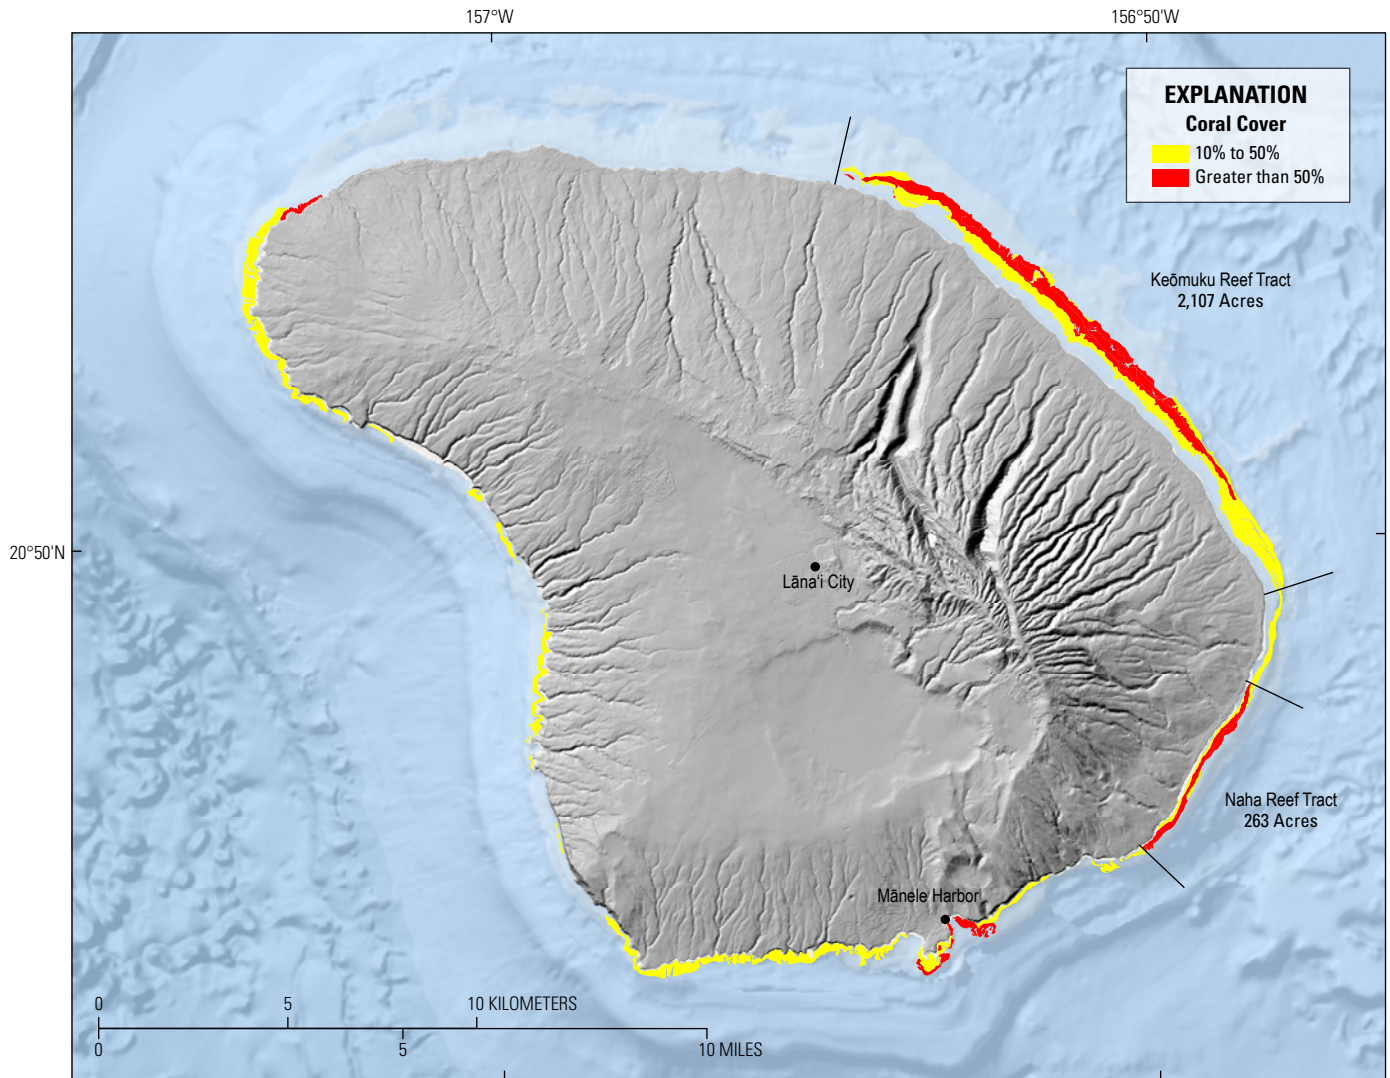 157°W
156°50'W
EXPLANATION
Coral Cover
10% to 50%
Greater than 50%
Keōmuku Reef Tract
2,107 Acres
20°50'N
Lāna‘i City
Naha Reef Tract
263 Acres
Mānele Harbor
0 5 10 KILOMETERS
0 5 10 MILES